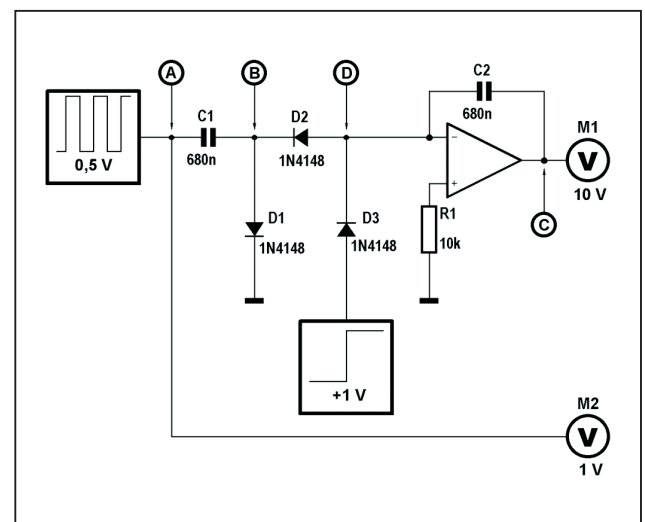 A
B
D
C2
680n
M1
V
10 V
C1
680n
D2
1N4148
0,5 V
−
+
C
D1
1N4148
D3
1N4148
R1
10k
+1 V
M2
V
1 V